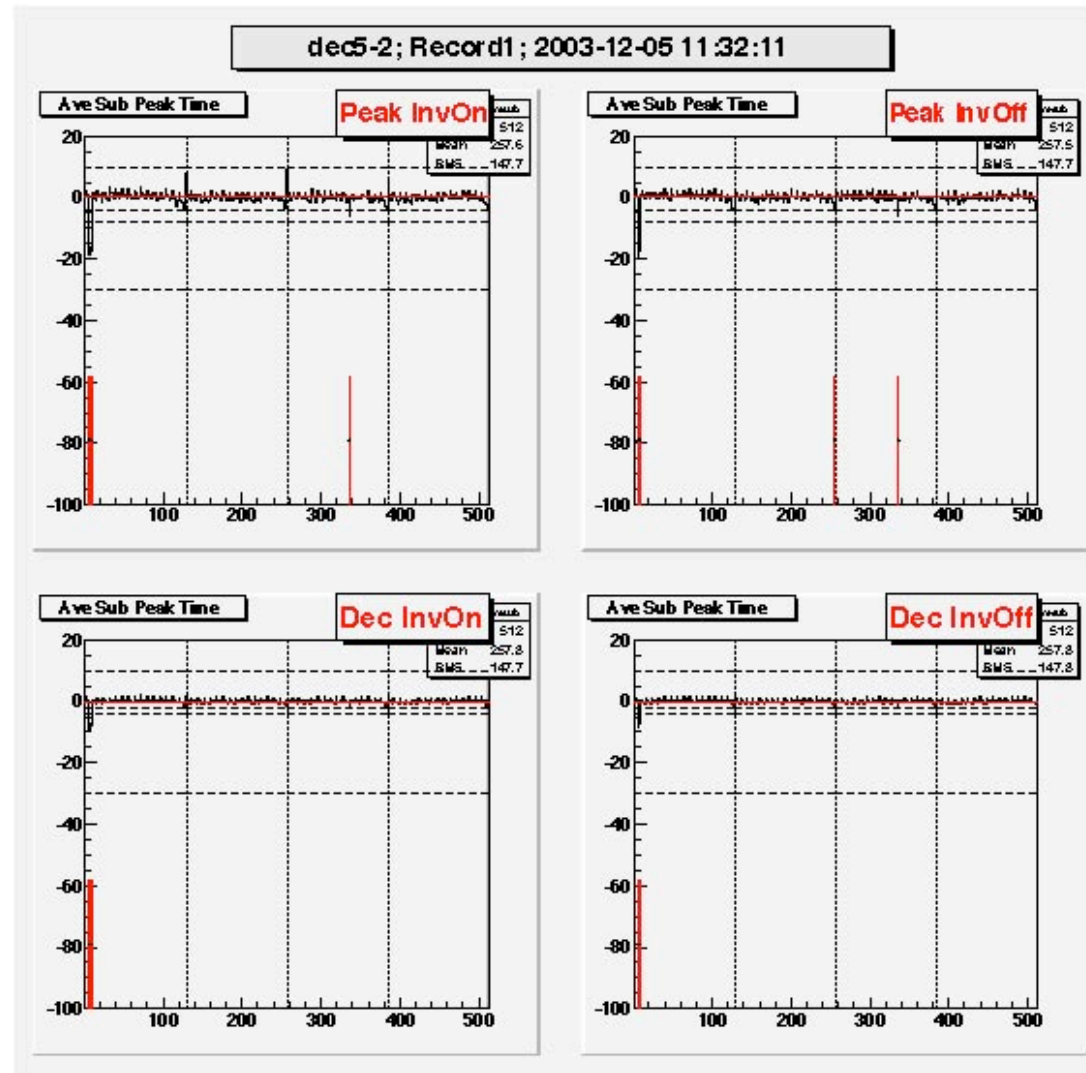 dec5-2; Record1; 2003-12-05 11:32:11
Ave Sub Peak Time
Peak InvOn
512
Mean 257.6
RMS 147.7
20
0
-20
-40
-60
-80
-100
100 200 300 400 500
Ave Sub Peak Time
Peak InvOff
512
Mean
RMS 147.7
20
0
-20
-40
-60
-80
-100
100 200 300 400 500
Ave Sub Peak Time
Dec InvOn
512
Mean 257.8
RMS 147.7
20
0
-20
-40
-60
-80
-100
100 200 300 400 500
Ave Sub Peak Time
Dec InvOff
512
Mean 257.8
RMS 147.8
20
0
-20
-40
-60
-80
-100
100 200 300 400 500